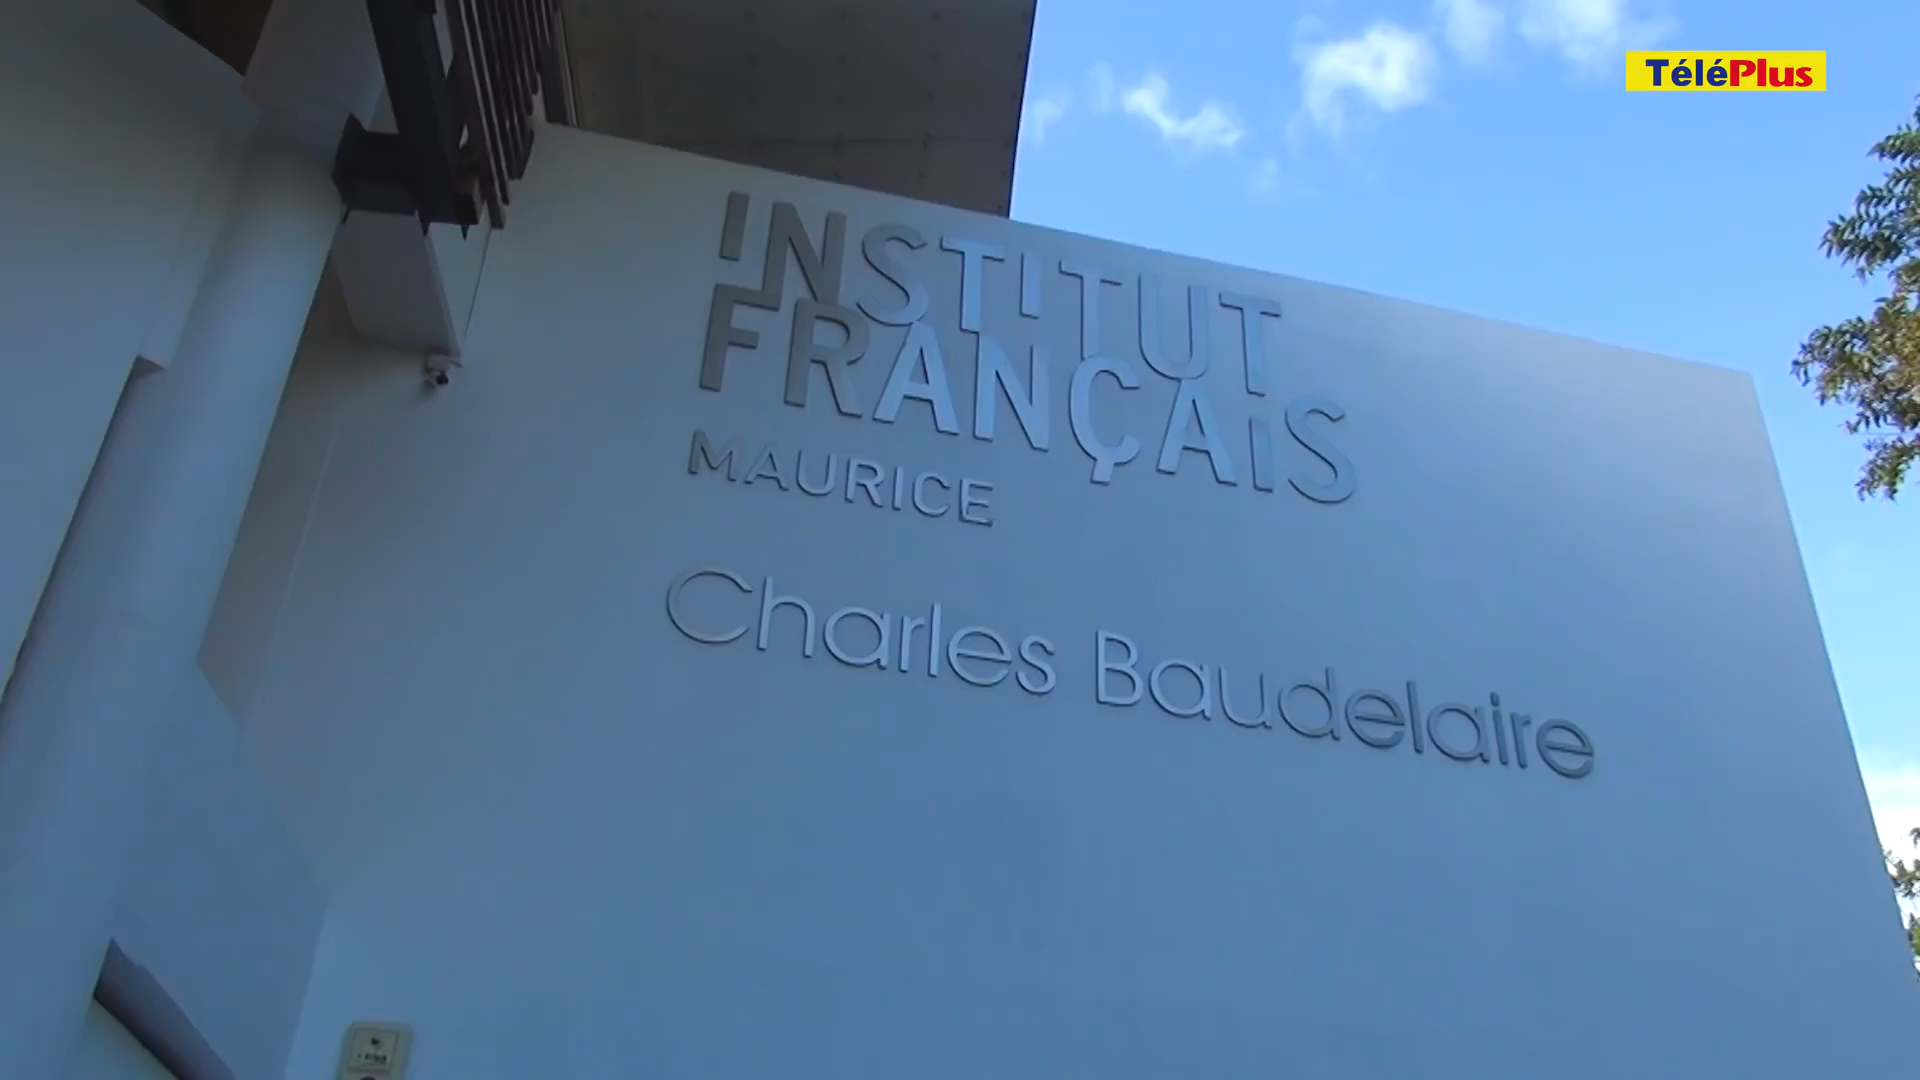 TéléPlus
INSTITUT
FRANÇAIS
MAURICE
Charles Baudelaire